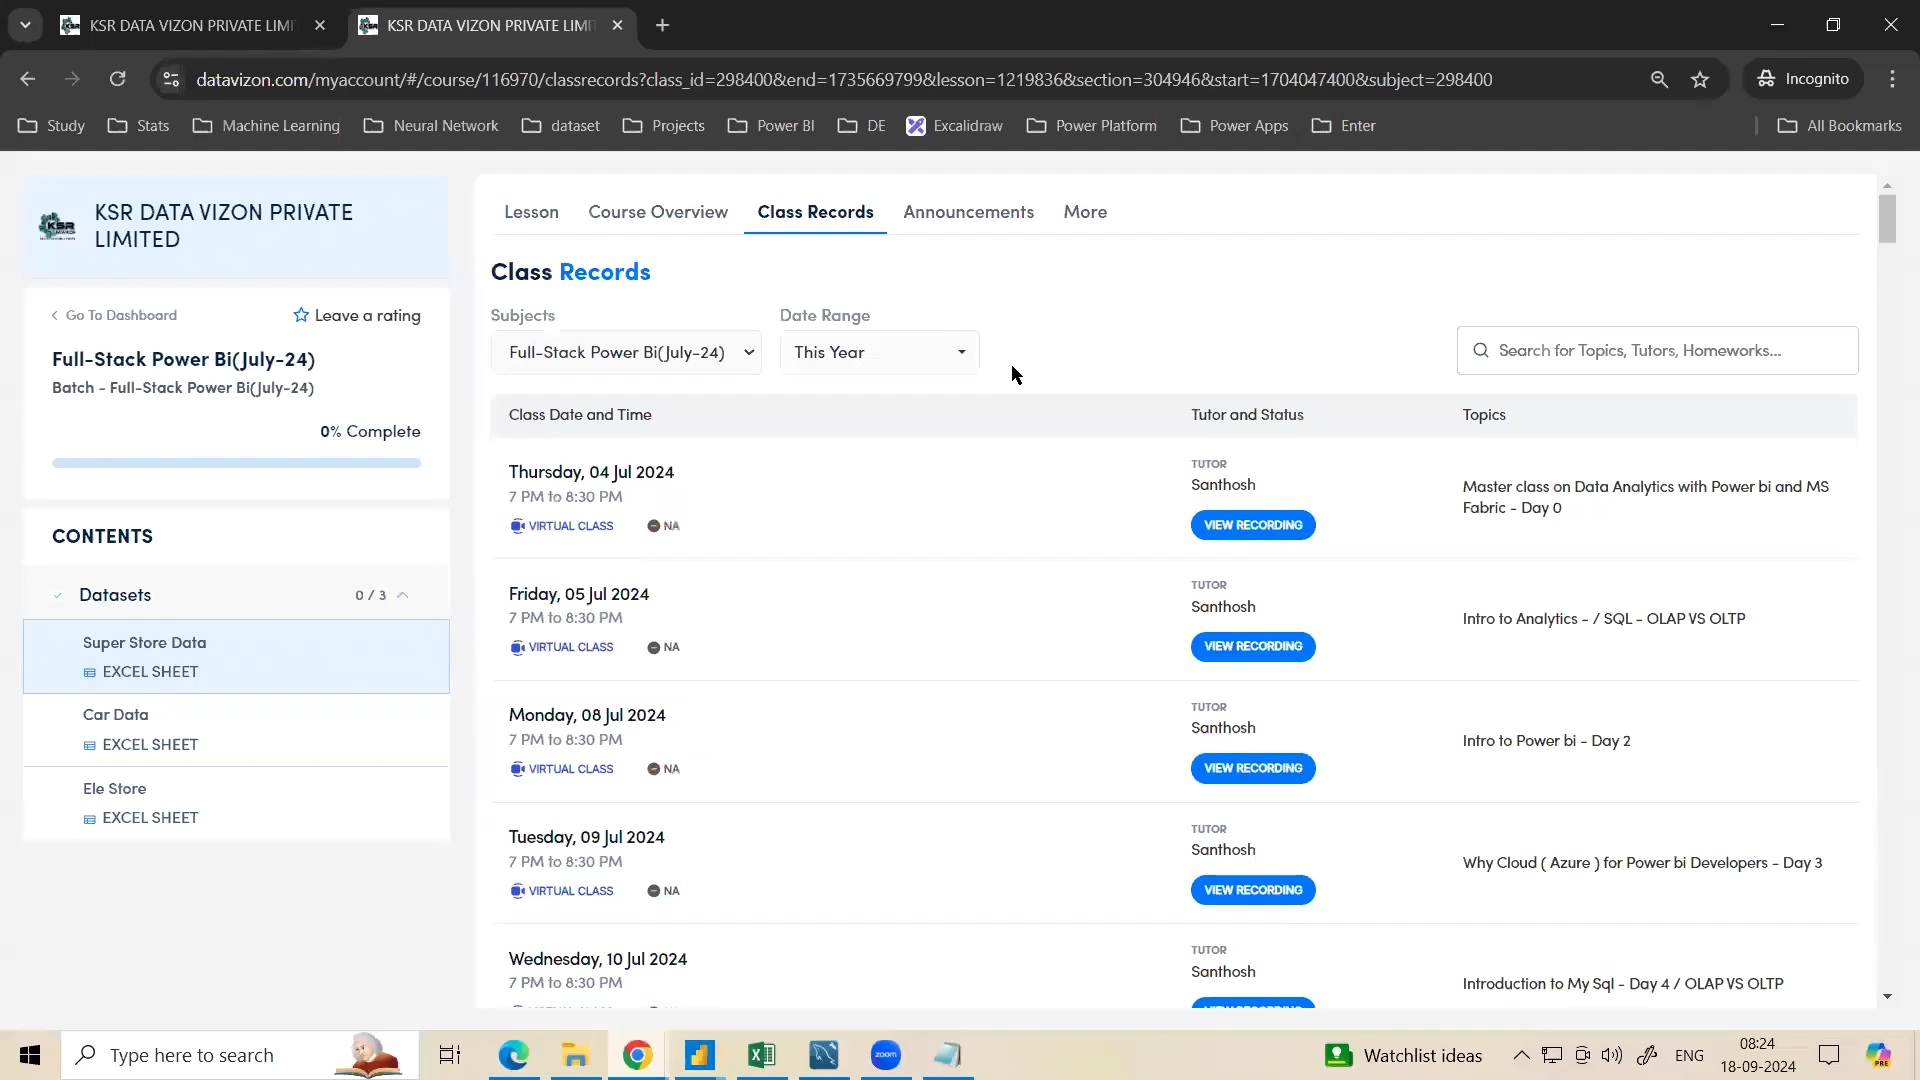 KSR DATA VIZON PRIVATE LIMI
KSR DATA VIZON PRIVATE LIMI
datavizon.com/myaccount/#/course/116970/classrecords?class_id=298400&end=1735669799&lesson=1219836&section=304946&start=1704047400&subject=298400
Incognito
Study
Stats
Machine Learning
Neural Network
dataset
Projects
Power BI
DE
Excalidraw
Power Platform
Power Apps
Enter
All Bookmarks
KSR DATA VIZON PRIVATE
LIMITED
Go To Dashboard
Leave a rating
Full-Stack Power Bi(July-24)
Batch - Full-Stack Power Bi(July-24)
0% Complete
CONTENTS
Datasets
0 / 3
Super Store Data
EXCEL SHEET
Car Data
EXCEL SHEET
Ele Store
EXCEL SHEET
Lesson
Course Overview
Class Records
Announcements
More
Class Records
Subjects
Date Range
Full-Stack Power Bi(July-24)
This Year
Search for Topics, Tutors, Homeworks...
Class Date and Time
Tutor and Status
Topics
Thursday, 04 Jul 2024
7 PM to 8:30 PM
VIRTUAL CLASS
NA
TUTOR
Santhosh
VIEW RECORDING
Master class on Data Analytics with Power bi and MS
Fabric - Day 0
Friday, 05 Jul 2024
7 PM to 8:30 PM
VIRTUAL CLASS
NA
TUTOR
Santhosh
VIEW RECORDING
Intro to Analytics - / SQL - OLAP VS OLTP
Monday, 08 Jul 2024
7 PM to 8:30 PM
VIRTUAL CLASS
NA
TUTOR
Santhosh
VIEW RECORDING
Intro to Power bi - Day 2
Tuesday, 09 Jul 2024
7 PM to 8:30 PM
VIRTUAL CLASS
NA
TUTOR
Santhosh
VIEW RECORDING
Why Cloud ( Azure ) for Power bi Developers - Day 3
Wednesday, 10 Jul 2024
7 PM to 8:30 PM
TUTOR
Santhosh
Introduction to My Sql - Day 4 / OLAP VS OLTP
Type here to search
zoom
Watchlist ideas
ENG
08:24
18-09-2024
PRE